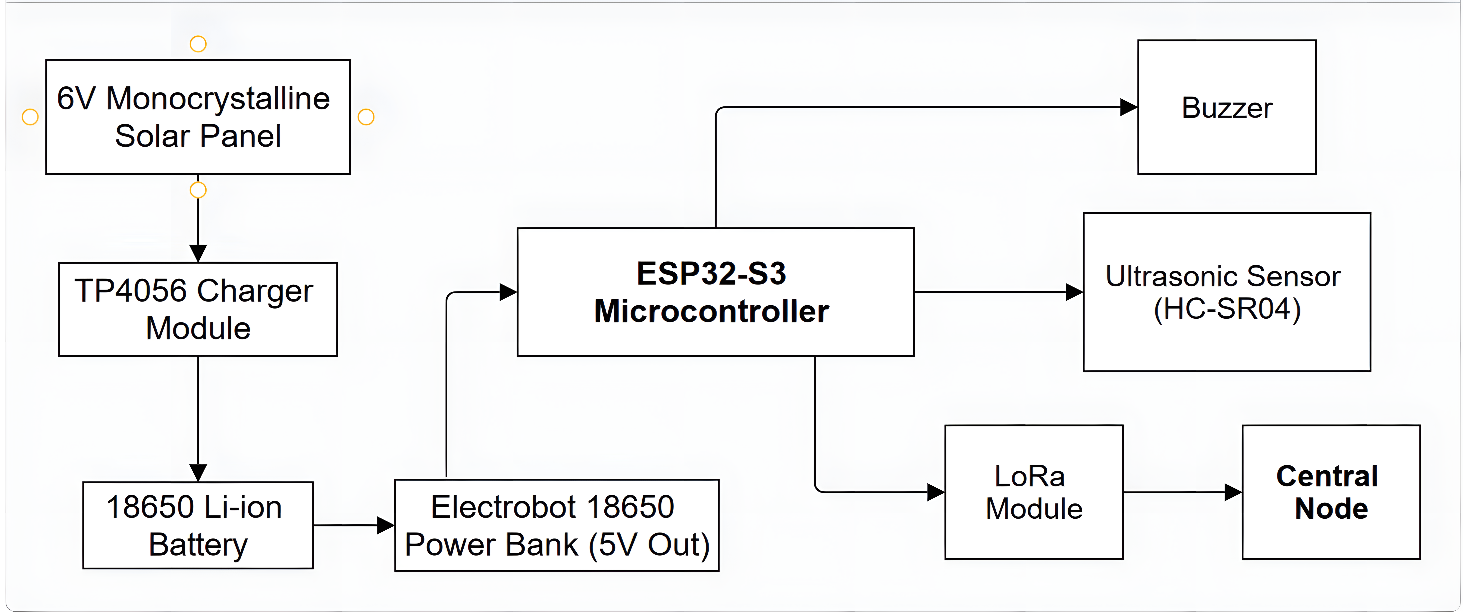 6V Monocrystalline
Solar Panel
TP4056 Charger
Module
18650 Li-ion
Battery
Electrobot 18650
Power Bank (5V Out)
ESP32-S3
Microcontroller
Buzzer
Ultrasonic Sensor
(HC-SR04)
LoRa
Module
Central
Node